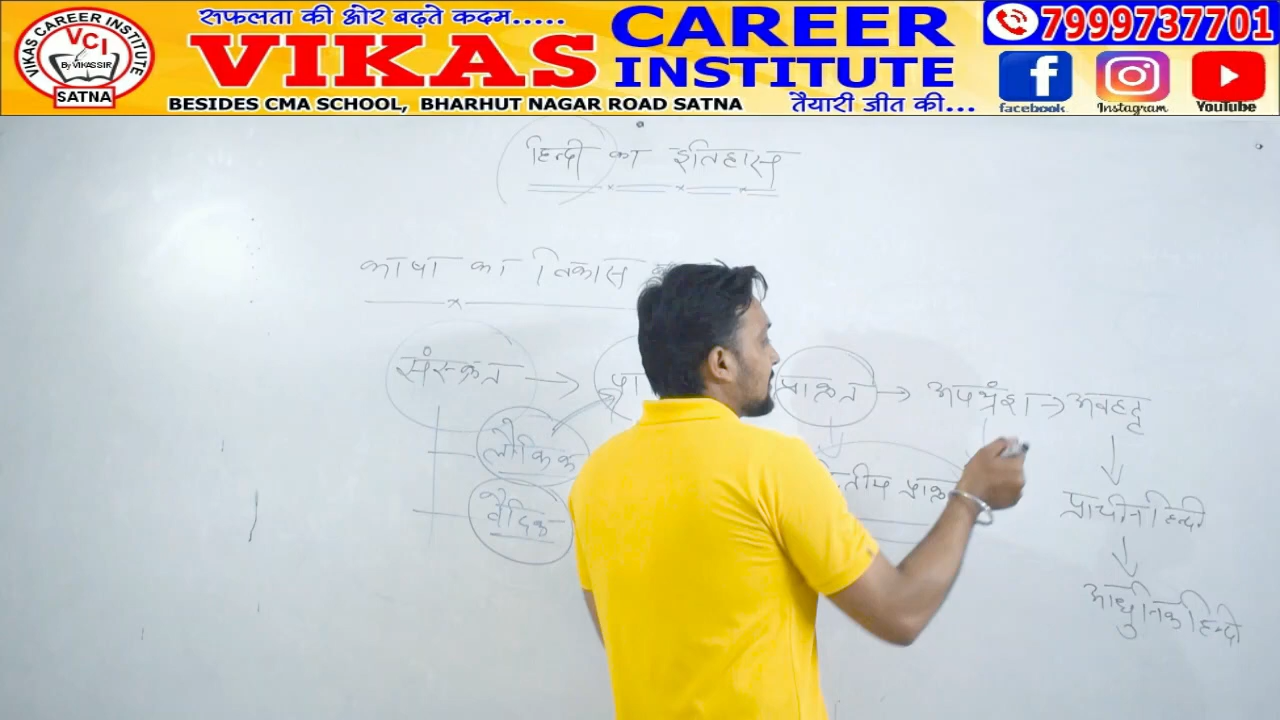 सफलता की ओर बढ़ते कदम.....
VIKAS CAREER INSTITUTE
VCI
By VIKAS SIR
SATNA
VIKAS
CAREER
INSTITUTE
BESIDES CMA SCHOOL, BHARHUT NAGAR ROAD SATNA
तैयारी जीत की...
7999737701
facebook
Instagram
YouTube
हिन्दी का इतिहास
भाषा का विकास
संस्कृत → प्राकृत → अपभ्रंश → अवहट्ट
लौकिक
वैदिक
प्राचीन हिन्दी
आधुनिक हिन्दी